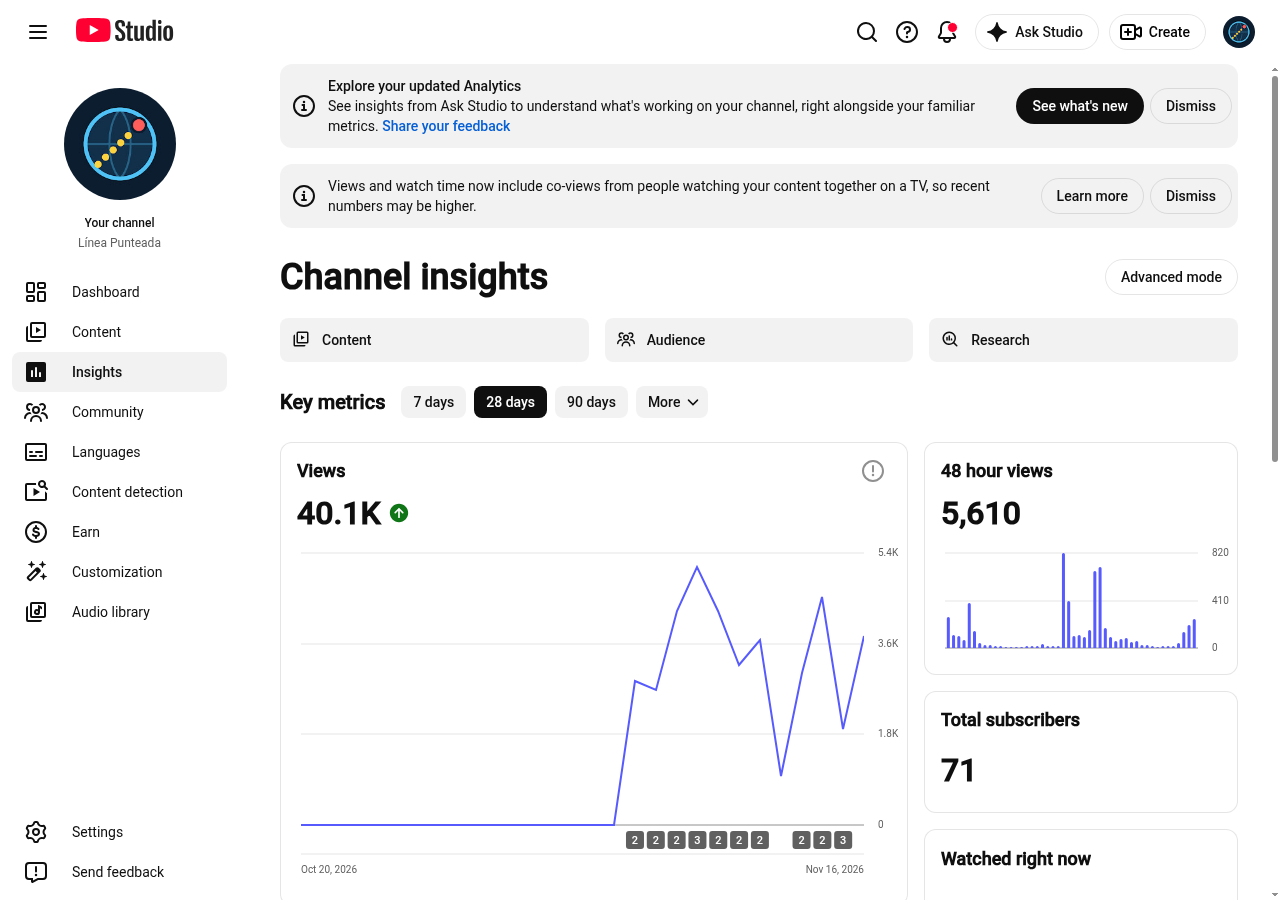 Studio
Ask Studio
Create
Your channel
Línea Punteada
Dashboard
Content
Insights
Community
Languages
Content detection
Earn
Customization
Audio library
Settings
Send feedback
Explore your updated Analytics
See insights from Ask Studio to understand what's working on your channel, right alongside your familiar
metrics. Share your feedback
See what's new
Dismiss
Views and watch time now include co-views from people watching your content together on a TV, so recent
numbers may be higher.
Learn more
Dismiss
Channel insights
Advanced mode
Content
Audience
Research
Key metrics
7 days
28 days
90 days
More
Views
40.1K
5.4K
3.6K
1.8K
0
2 2 2 3 2 2 2 2 2 3
Oct 20, 2026
Nov 16, 2026
48 hour views
5,610
820
410
0
Total subscribers
71
Watched right now